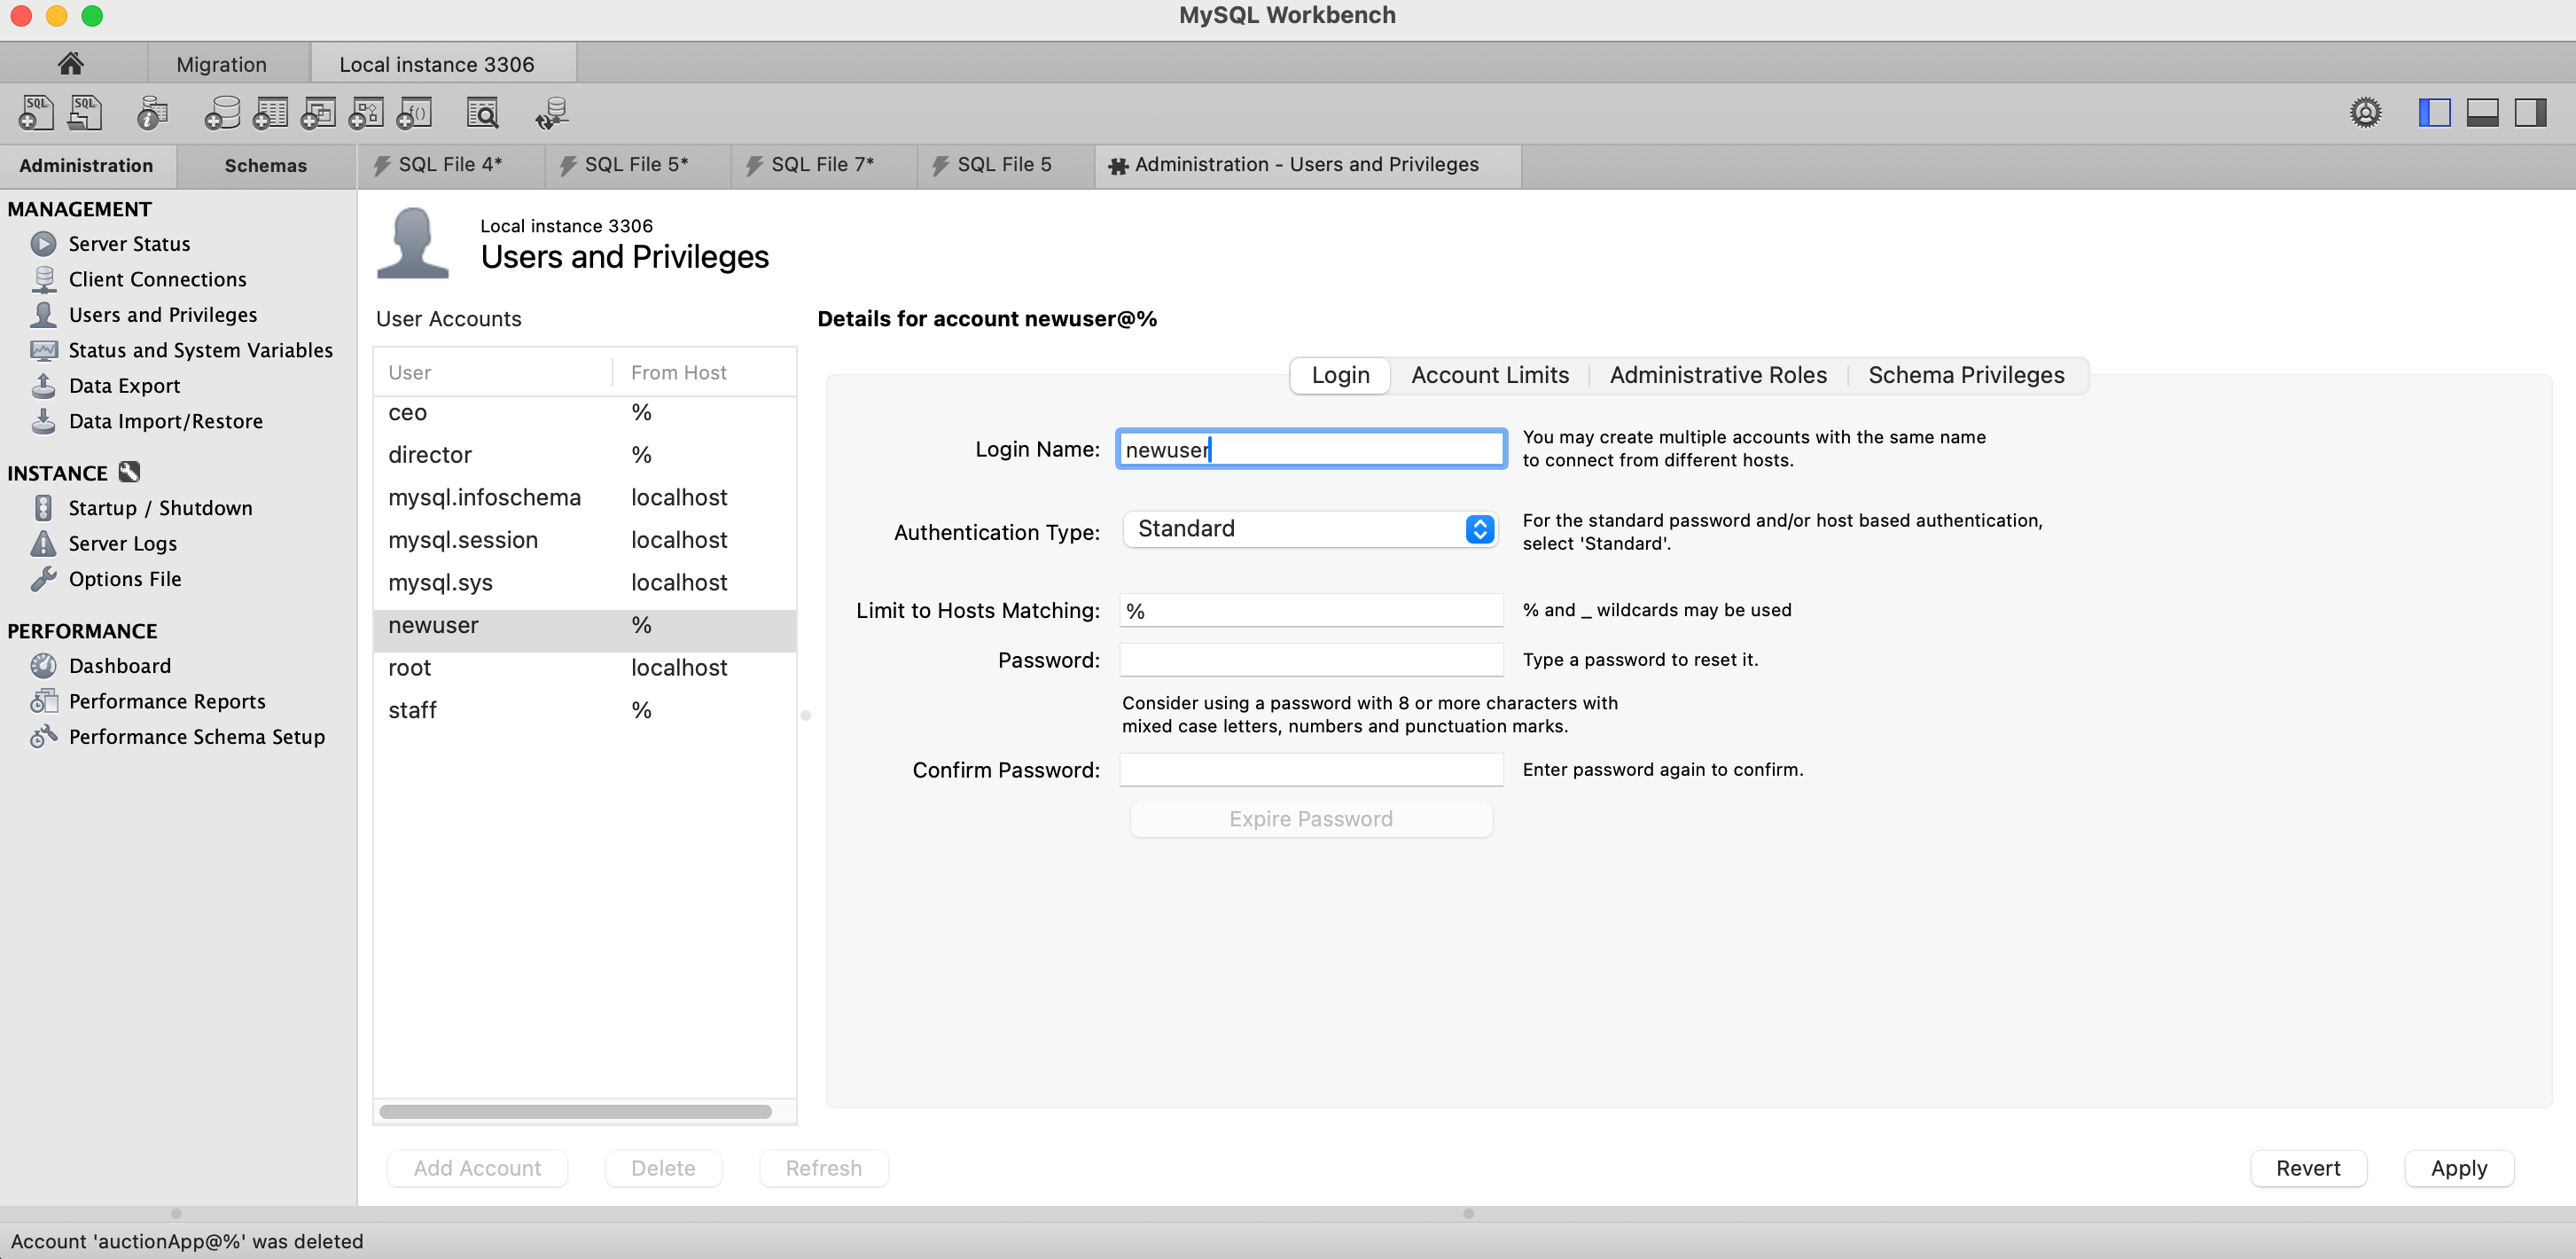 MySQL Workbench
Migration
Local instance 3306
SQL
SQL
f()
Administration
Schemas
SQL File 4*
SQL File 5*
SQL File 7*
SQL File 5
Administration - Users and Privileges
MANAGEMENT
Server Status
Client Connections
Users and Privileges
Status and System Variables
Data Export
Data Import/Restore
INSTANCE
Startup / Shutdown
Server Logs
Options File
PERFORMANCE
Dashboard
Performance Reports
Performance Schema Setup
Local instance 3306
Users and Privileges
User Accounts
User From Host
ceo %
director %
mysql.infoschema localhost
mysql.session localhost
mysql.sys localhost
newuser %
root localhost
staff %
Add Account
Delete
Refresh
Details for account newuser@%
Login
Account Limits
Administrative Roles
Schema Privileges
Login Name: newuser
You may create multiple accounts with the same name
to connect from different hosts.
Authentication Type: Standard
For the standard password and/or host based authentication,
select 'Standard'.
Limit to Hosts Matching: %
% and _ wildcards may be used
Password:
Type a password to reset it.
Consider using a password with 8 or more characters with
mixed case letters, numbers and punctuation marks.
Confirm Password:
Enter password again to confirm.
Expire Password
Revert
Apply
Account 'auctionApp@%' was deleted